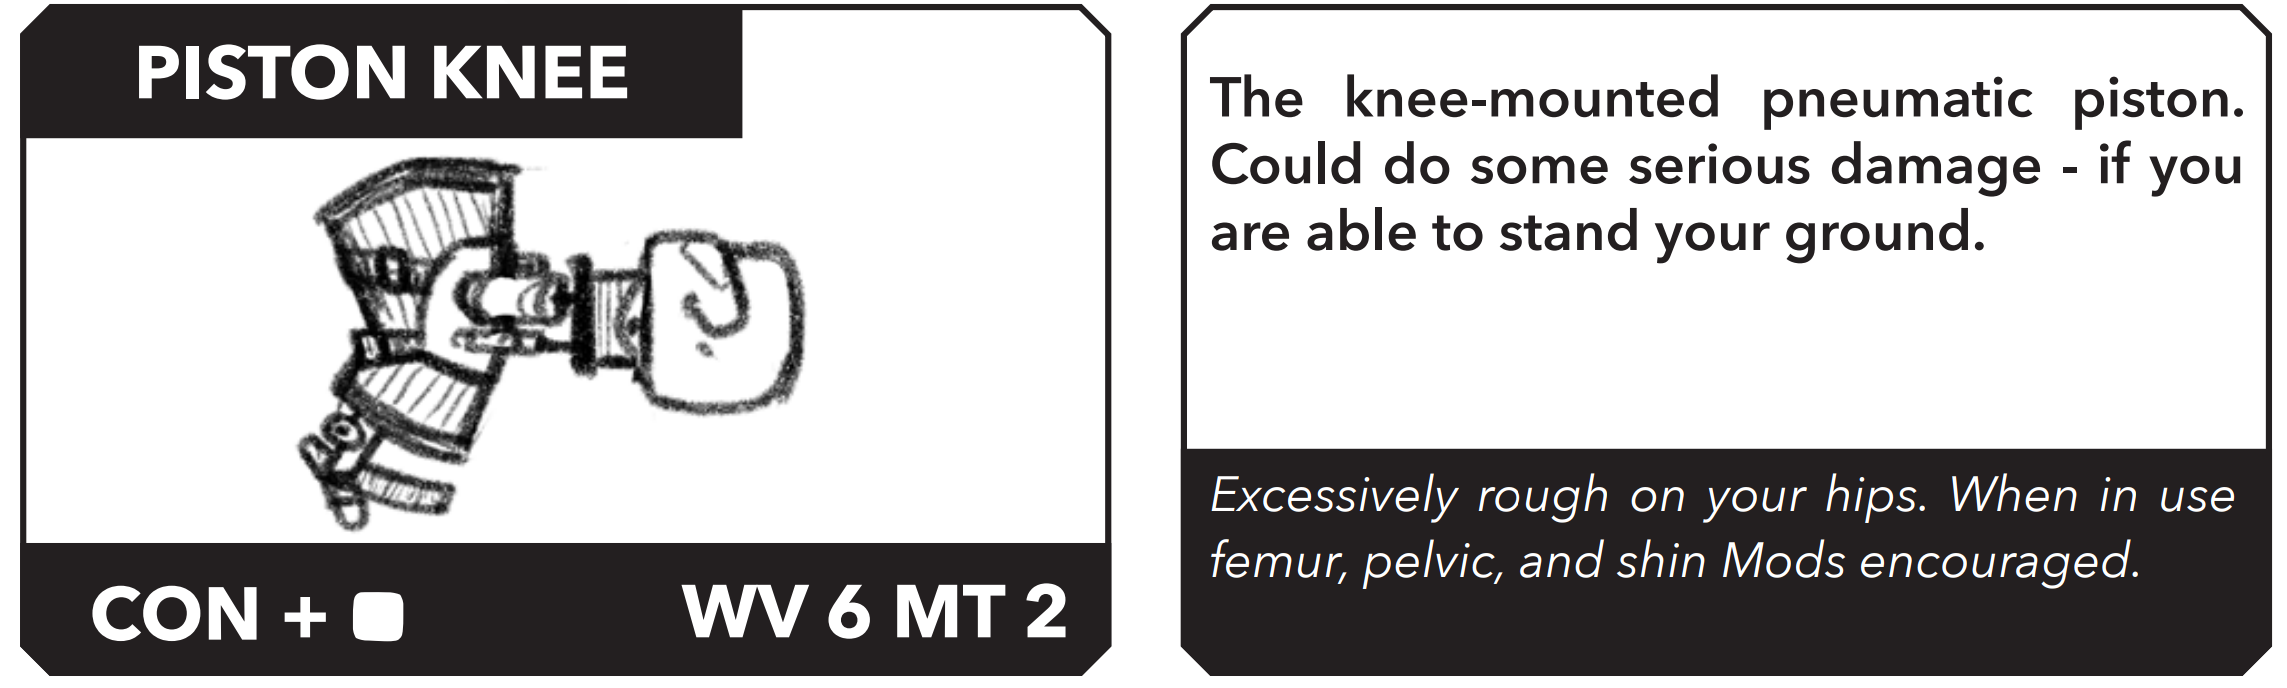 PISTON KNEE
CON +
WV 6 MT 2
The knee-mounted pneumatic piston.
Could do some serious damage - if you
are able to stand your ground.
Excessively rough on your hips. When in use
femur, pelvic, and shin Mods encouraged.